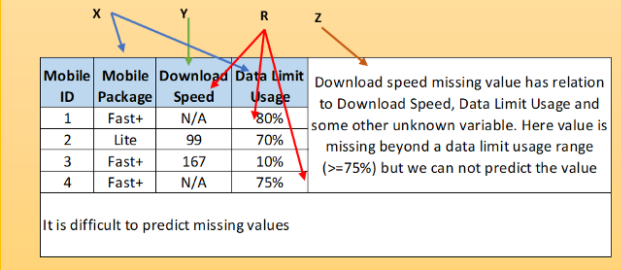 X Y R Z
Mobile ID Mobile Package Download Speed Data Limit Usage
1 Fast+ N/A 80%
2 Lite 99 70%
3 Fast+ 167 10%
4 Fast+ N/A 75%
Download speed missing value has relation
to Download Speed, Data Limit Usage and
some other unknown variable. Here value is
missing beyond a data limit usage range
(>=75%) but we can not predict the value
It is difficult to predict missing values